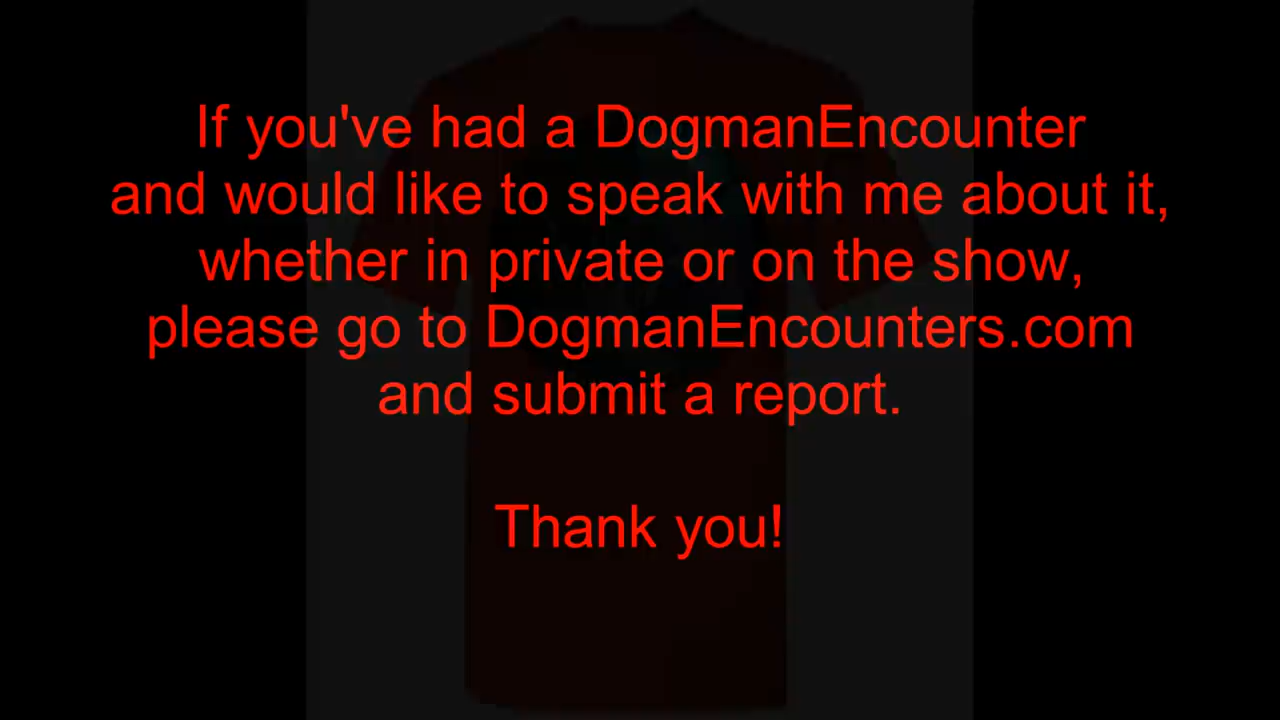 If you've had a DogmanEncounter
and would like to speak with me about it,
whether in private or on the show,
please go to DogmanEncounters.com
and submit a report.
Thank you!